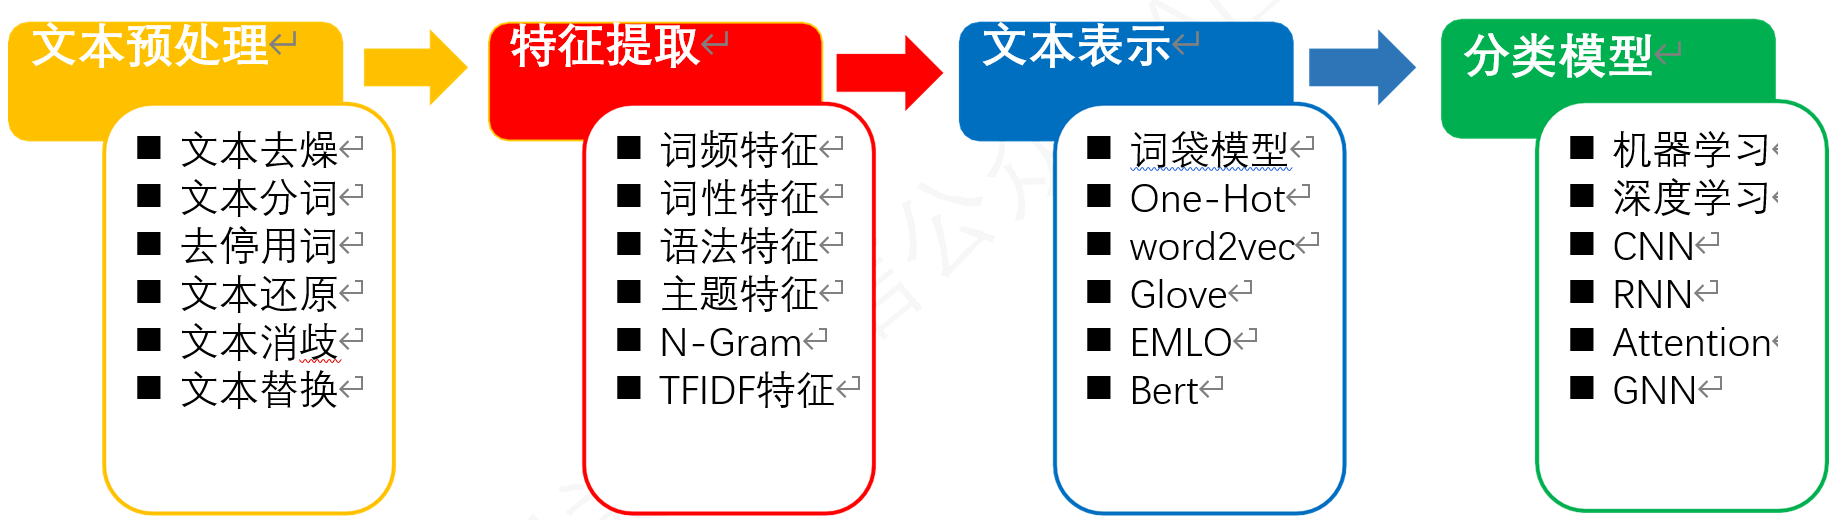 文本预处理
文本去燥
文本分词
去停用词
文本还原
文本消歧
文本替换
特征提取
词频特征
词性特征
语法特征
主题特征
N-Gram
TFIDF特征
文本表示
词袋模型
One-Hot
word2vec
Glove
EMLO
Bert
分类模型
机器学习
深度学习
CNN
RNN
Attention
GNN